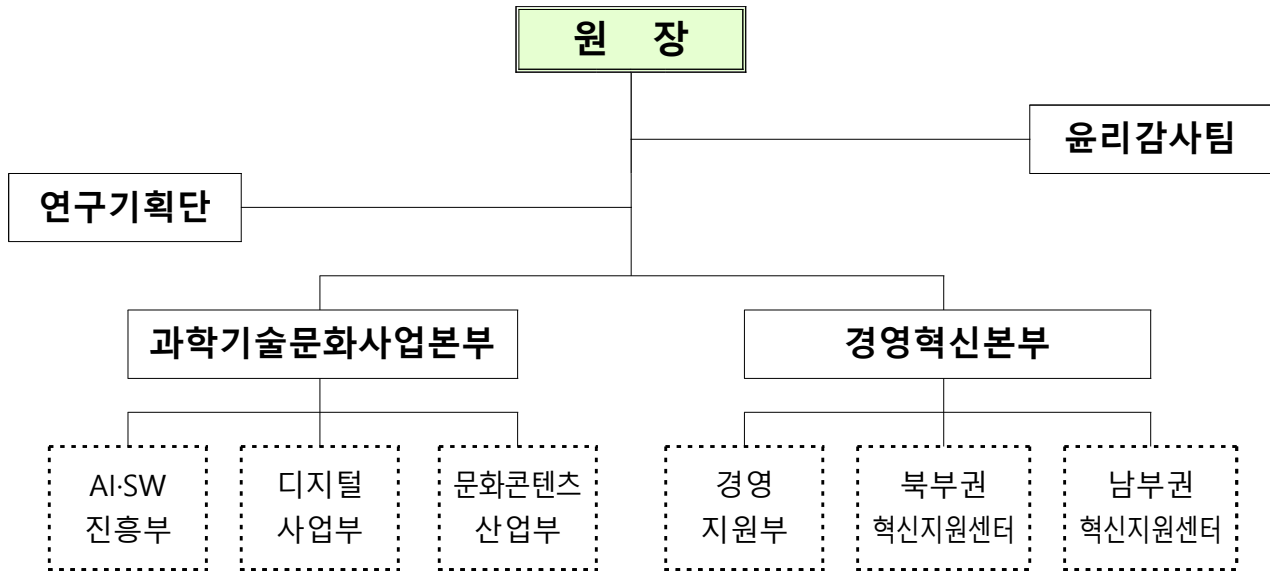 원 장
윤리감사팀
연구기획단
과학기술문화사업본부
경영혁신본부
AI·SW
진흥부
디지털
사업부
문화콘텐츠
산업부
경영
지원부
북부권
혁신지원센터
남부권
혁신지원센터